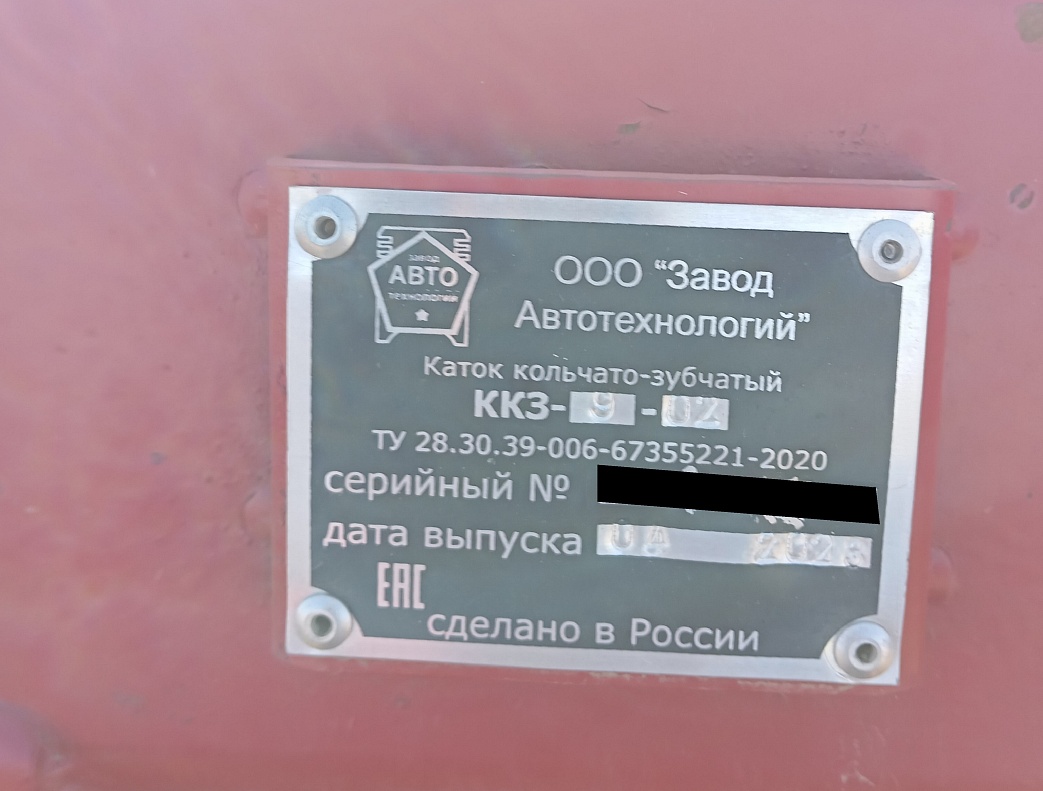 завод
АВТО
технологий
ООО “Завод
Автотехнологий”
Каток кольчато-зубчатый
ККЗ-9-02
ТУ 28.30.39-006-67355221-2020
серийный №
дата выпуска
ЕАС
сделано в России